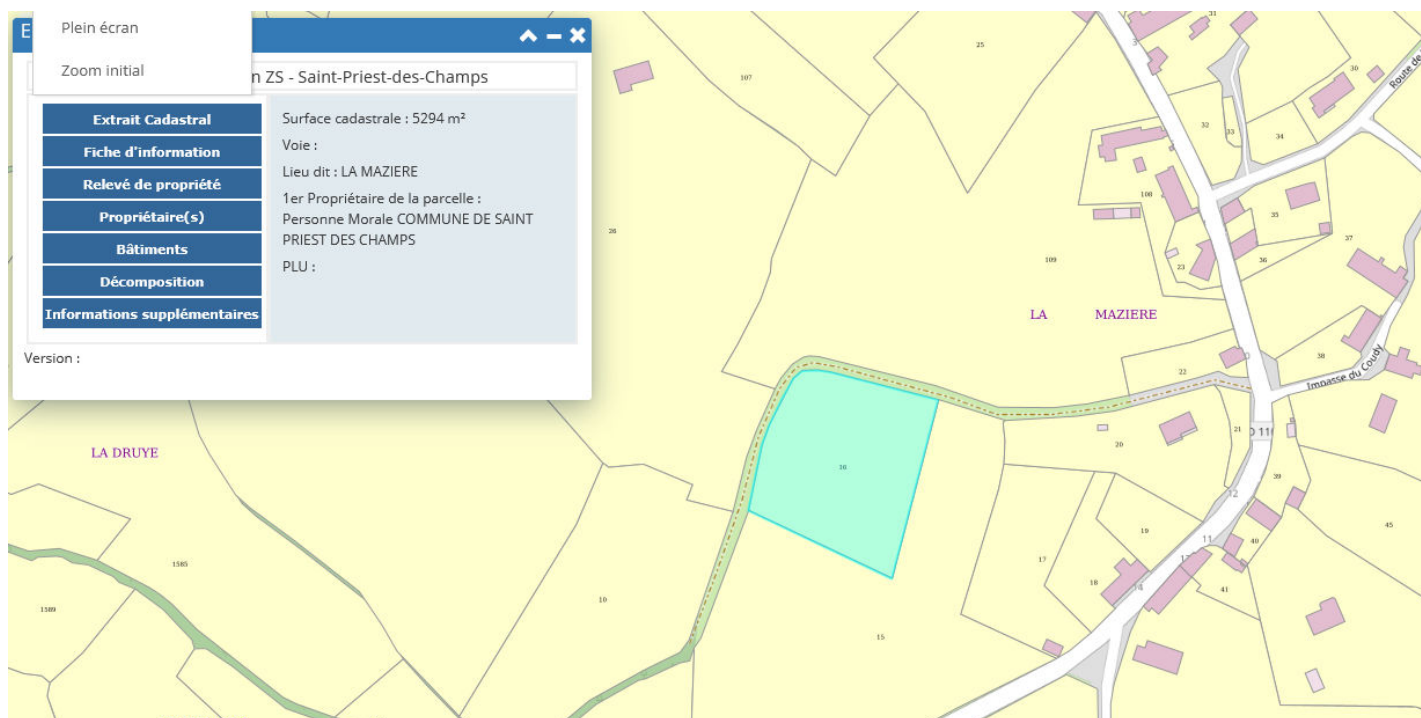 Plein écran
Zoom initial
E
n ZS - Saint-Priest-des-Champs
Extrait Cadastral
Fiche d'information
Relevé de propriété
Propriétaire(s)
Bâtiments
Décomposition
Informations supplémentaires
Surface cadastrale : 5294 m²
Voie :
Lieu dit : LA MAZIERE
1er Propriétaire de la parcelle :
Personne Morale COMMUNE DE SAINT
PRIEST DES CHAMPS
PLU :
Version :
107
25
31
3
30
Route de
32
33
34
108
35
26
109
23
36
37
LA MAZIERE
38
22
Impasse du Coudy
21
20
D 110
LA DRUYE
16
39
12
45
19
11
40
17
1585
18
41
14
10
1589
15